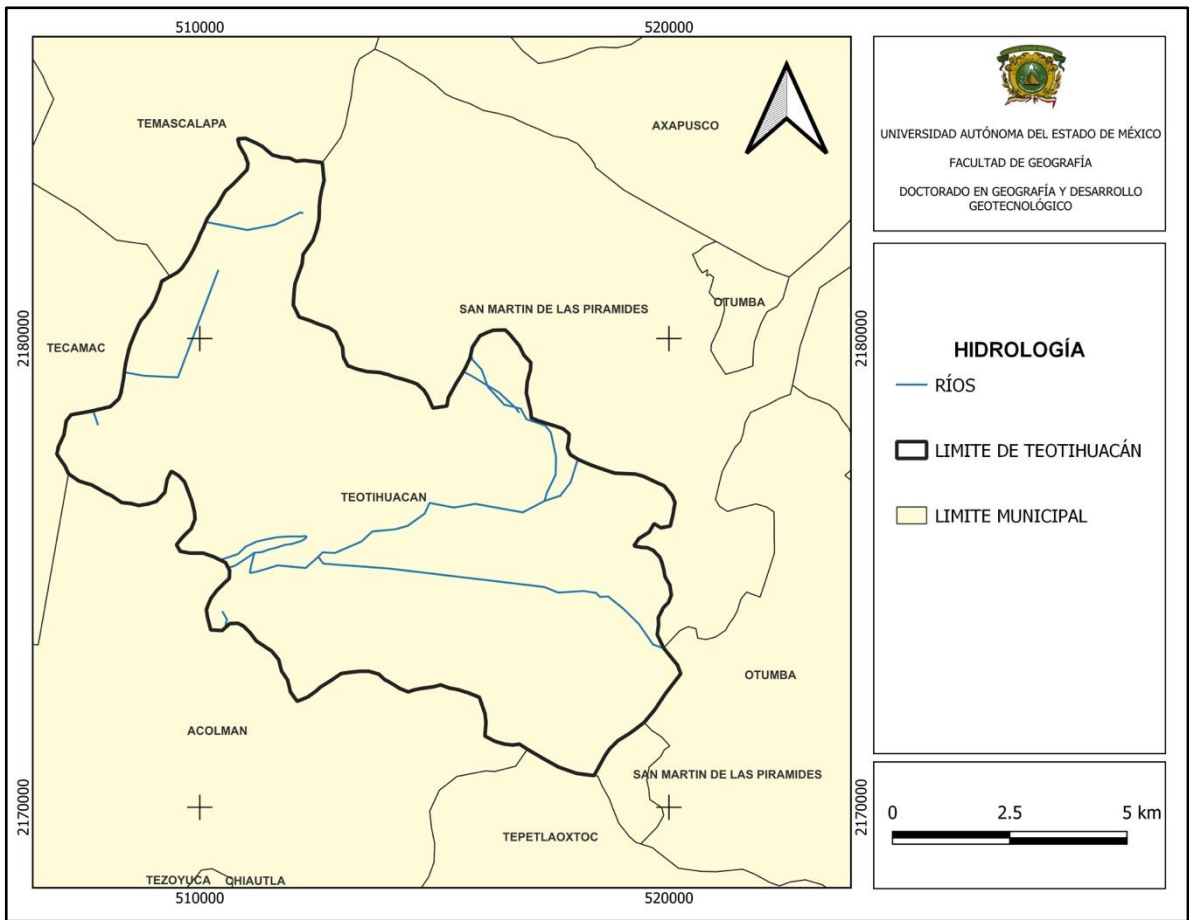 510000
520000
TEMASCALAPA
AXAPUSCO
SAN MARTIN DE LAS PIRAMIDES
OTUMBA
2180000
2180000
TECAMAC
TEOTIHUACAN
OTUMBA
ACOLMAN
SAN MARTIN DE LAS PIRAMIDES
2170000
2170000
TEPETLAOXTOC
TEZOYUCA
CHIAUTLA
510000
520000
UNIVERSIDAD AUTÓNOMA DEL ESTADO DE MÉXICO
FACULTAD DE GEOGRAFÍA
DOCTORADO EN GEOGRAFÍA Y DESARROLLO
GEOTECNOLÓGICO
HIDROLOGÍA
RÍOS
LIMITE DE TEOTIHUACÁN
LIMITE MUNICIPAL
0 2.5 5 km